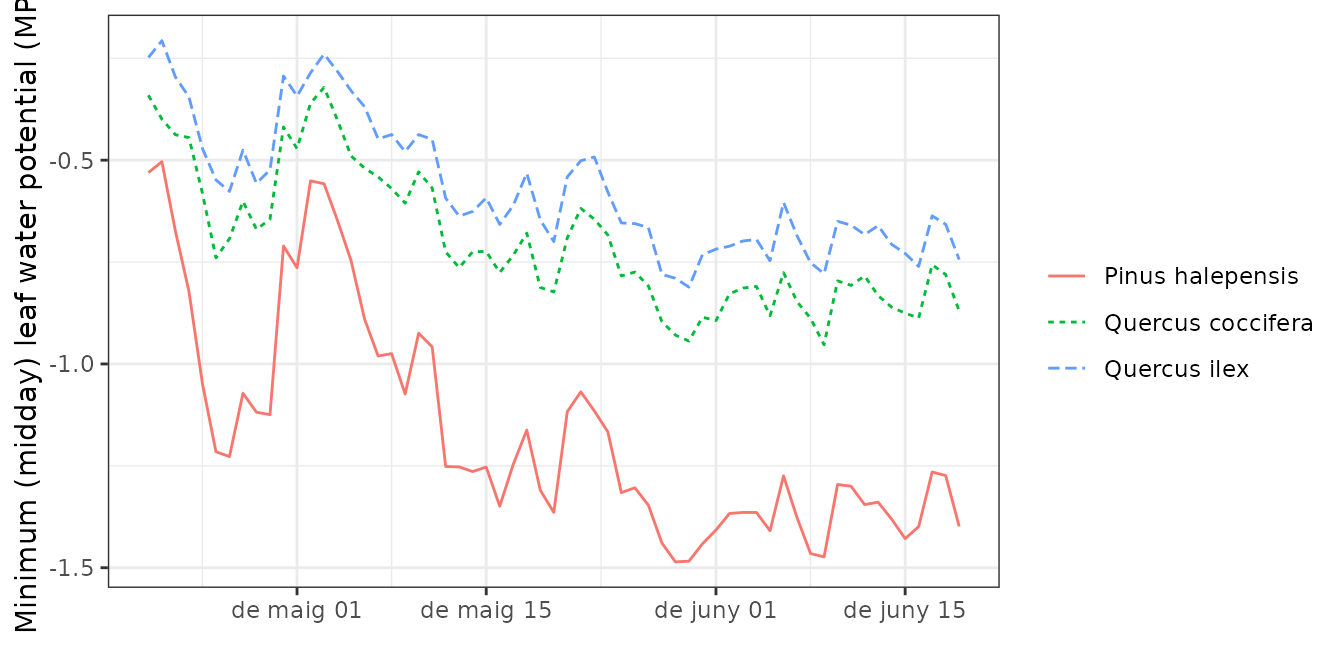 Minimum (midday) leaf water potential (MP
-0.5
-1.0
-1.5
de maig 01
de maig 15
de juny 01
de juny 15
Pinus halepensis
Quercus coccifera
Quercus ilex